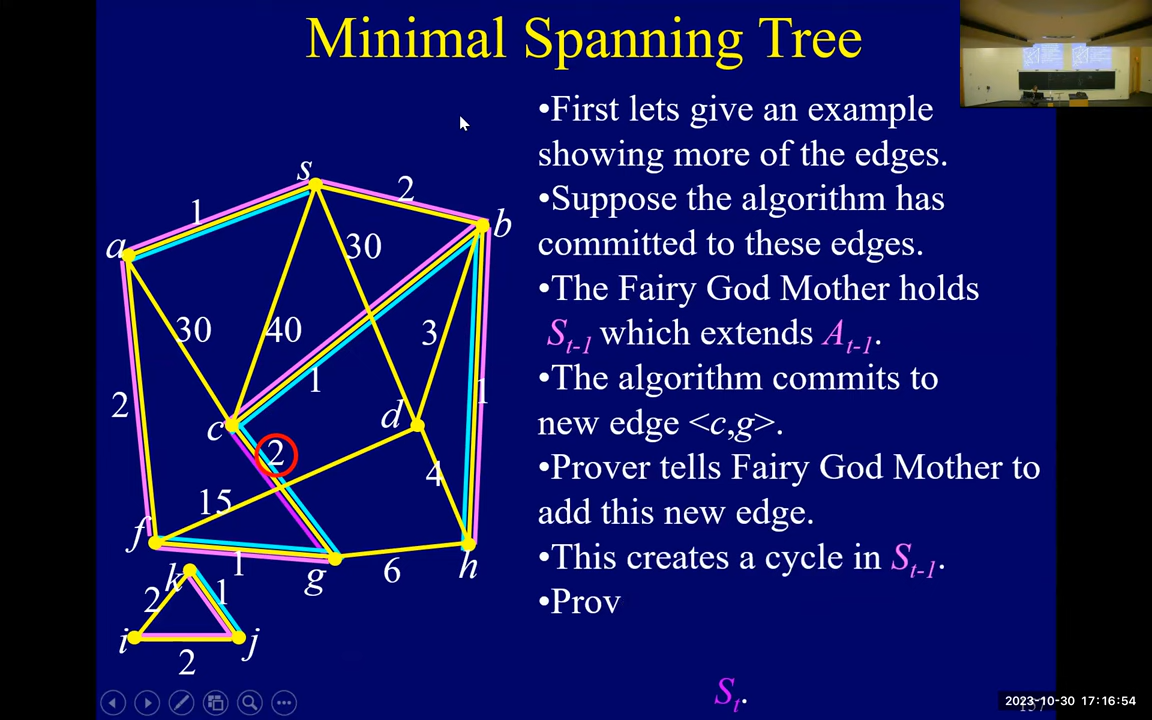 Minimal Spanning Tree
•First lets give an example
showing more of the edges.
•Suppose the algorithm has
committed to these edges.
•The Fairy God Mother holds
St-1 which extends At-1.
•The algorithm commits to
new edge <c,g>.
•Prover tells Fairy God Mother to
add this new edge.
•This creates a cycle in St-1.
•Prov
St.
s
1
2
a
b
30
30
40
3
2
1
1
c
d
2
4
15
f
1
g
6
h
k
2
1
i
j
2
2023-10-30 17:16:54